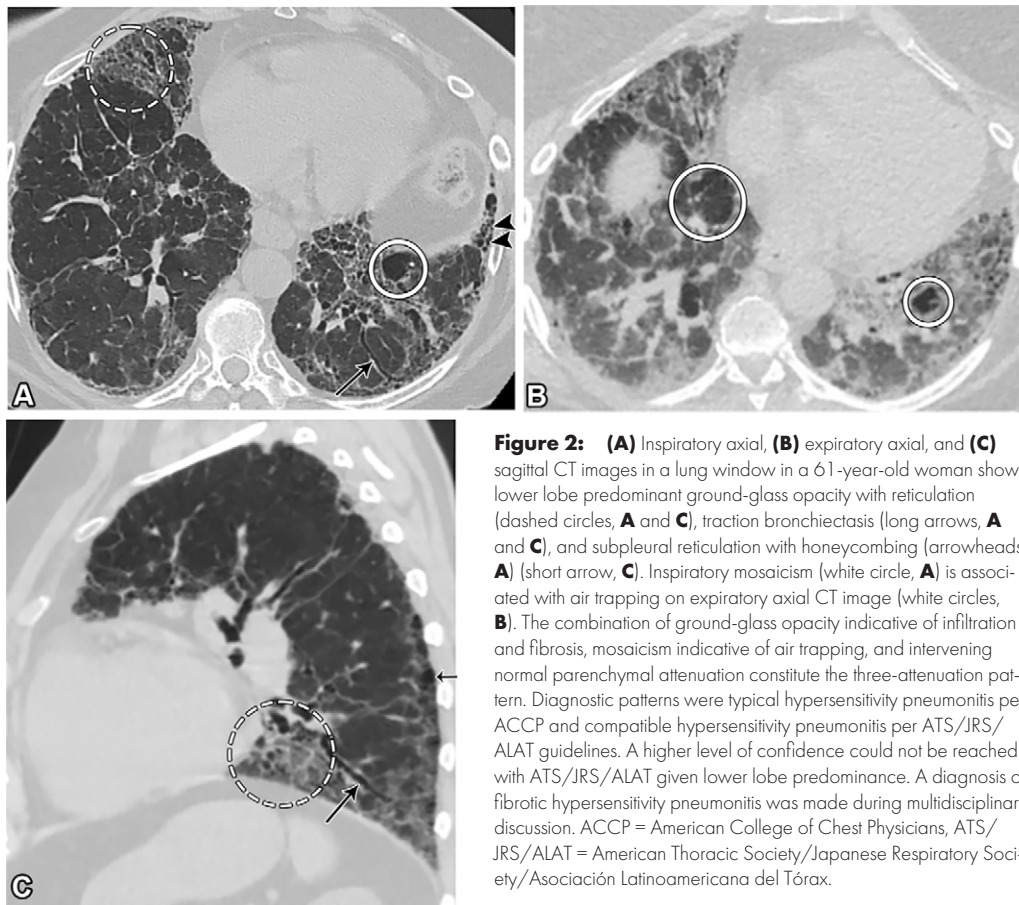 A
B
C
Figure 2: (A) Inspiratory axial, (B) expiratory axial, and (C)
sagittal CT images in a lung window in a 61-year-old woman show
lower lobe predominant ground-glass opacity with reticulation
(dashed circles, A and C), traction bronchiectasis (long arrows, A
and C), and subpleural reticulation with honeycombing (arrowheads
A) (short arrow, C). Inspiratory mosaicism (white circle, A) is associ-
ated with air trapping on expiratory axial CT image (white circles,
B). The combination of ground-glass opacity indicative of infiltration
and fibrosis, mosaicism indicative of air trapping, and intervening
normal parenchymal attenuation constitute the three-attenuation pat-
tern. Diagnostic patterns were typical hypersensitivity pneumonitis pe
ACCP and compatible hypersensitivity pneumonitis per ATS/JRS/
ALAT guidelines. A higher level of confidence could not be reached
with ATS/JRS/ALAT given lower lobe predominance. A diagnosis o
fibrotic hypersensitivity pneumonitis was made during multidisciplinar
discussion. ACCP = American College of Chest Physicians, ATS/
JRS/ALAT = American Thoracic Society/Japanese Respiratory Soci-
ety/Asociación Latinoamericana del Tórax.